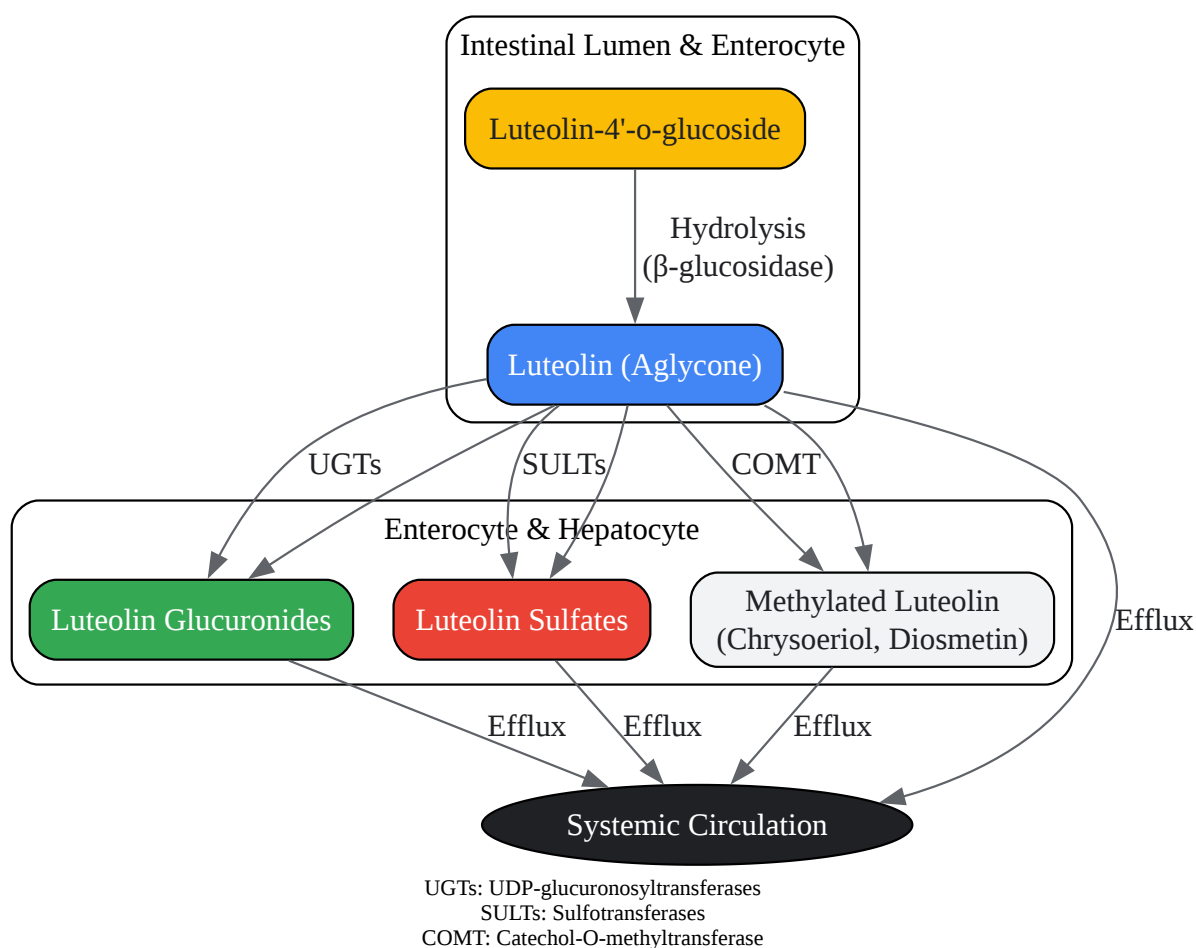 Intestinal Lumen & Enterocyte
Luteolin-4'-o-glucoside
Hydrolysis
(β-glucosidase)
Luteolin (Aglycone)
UGTs
SULTs
COMT
Enterocyte & Hepatocyte
Luteolin Glucuronides
Luteolin Sulfates
Methylated Luteolin
(Chrysoeriol, Diosmetin)
Efflux
Efflux
Efflux
Efflux
Systemic Circulation
UGTs: UDP-glucuronosyltransferases
SULTs: Sulfotransferases
COMT: Catechol-O-methyltransferase